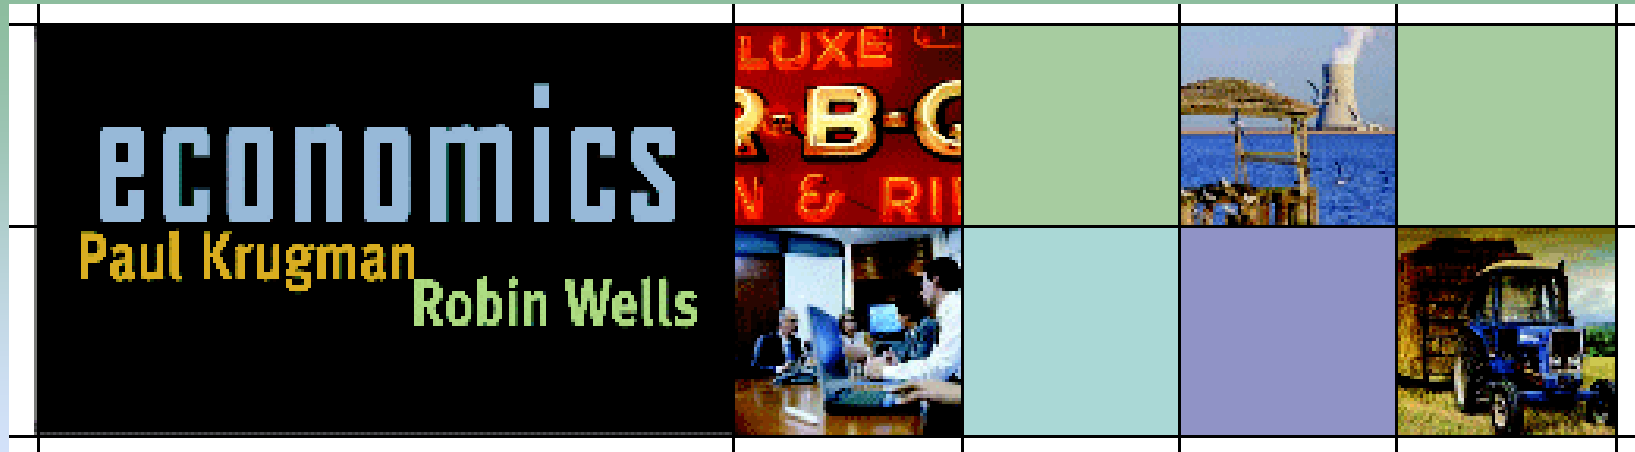 economics
Paul Krugman
Robin Wells
LUXE
B-Q
N & RI